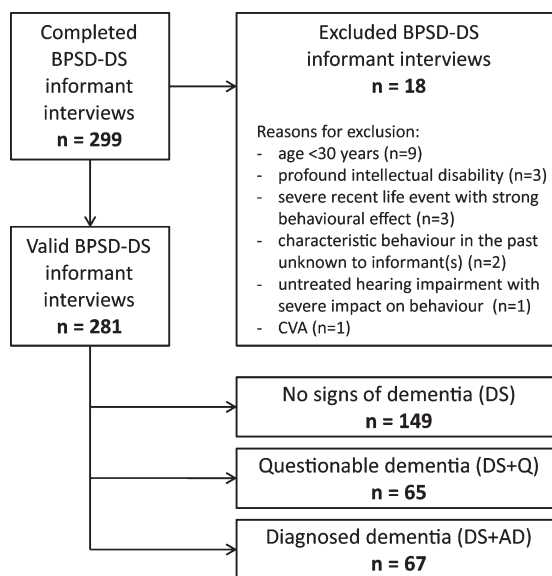 Completed
BPSD-DS
informant
interviews
n = 299
Excluded BPSD-DS
informant interviews
n = 18
Reasons for exclusion:
- age <30 years (n=9)
- profound intellectual disability (n=3)
- severe recent life event with strong
behavioural effect (n=3)
- characteristic behaviour in the past
unknown to informant(s) (n=2)
- untreated hearing impairment with
severe impact on behaviour (n=1)
- CVA (n=1)
Valid BPSD-DS
informant
interviews
n = 281
No signs of dementia (DS)
n = 149
Questionable dementia (DS+Q)
n = 65
Diagnosed dementia (DS+AD)
n = 67